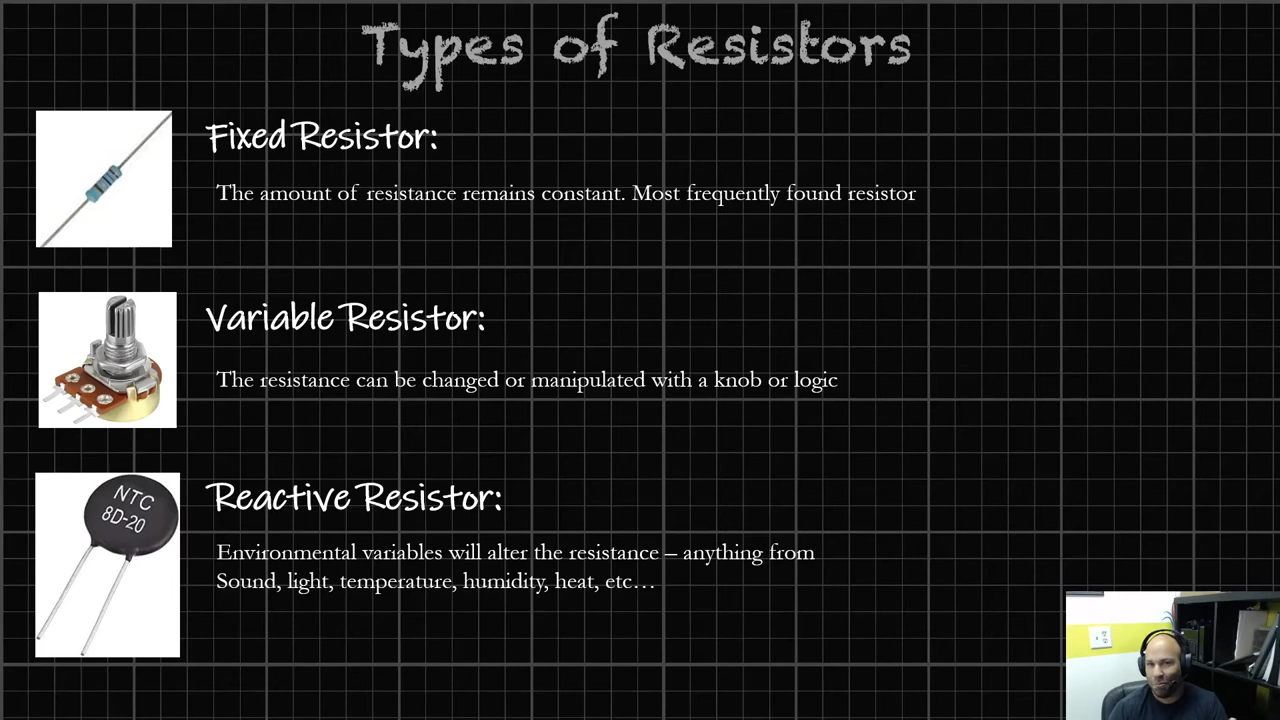 Types of Resistors
Fixed Resistor:
The amount of resistance remains constant. Most frequently found resistor
Variable Resistor:
The resistance can be changed or manipulated with a knob or logic
NTC
8D-20
Reactive Resistor:
Environmental variables will alter the resistance – anything from
Sound, light, temperature, humidity, heat, etc…